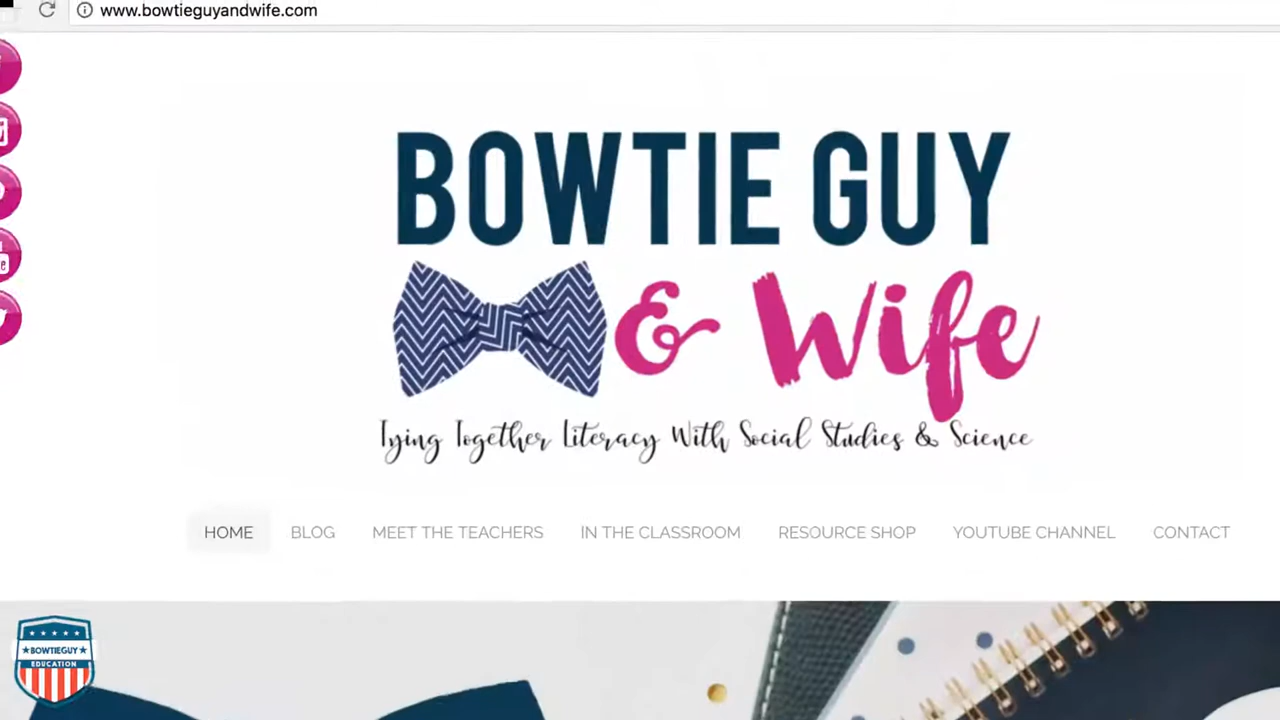 www.bowtieguyandwife.com
BOWTIE GUY
& Wife
Tying Together Literacy With Social Studies & Science
HOME BLOG MEET THE TEACHERS IN THE CLASSROOM RESOURCE SHOP YOUTUBE CHANNEL CONTACT
BOWTIEGUY
EDUCATION